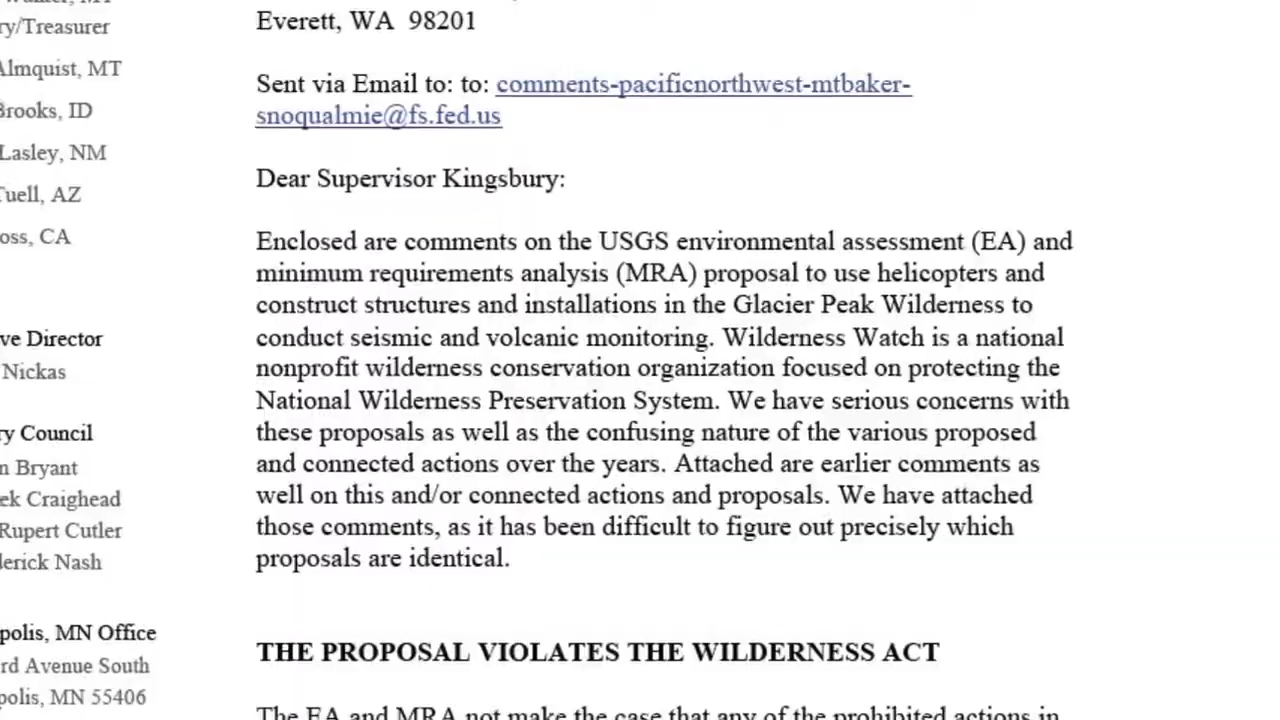 Everett, WA 98201
Sent via Email to: to: comments-pacificnorthwest-mtbaker-
snoqualmie@fs.fed.us
Dear Supervisor Kingsbury:
Enclosed are comments on the USGS environmental assessment (EA) and
minimum requirements analysis (MRA) proposal to use helicopters and
construct structures and installations in the Glacier Peak Wilderness to
conduct seismic and volcanic monitoring. Wilderness Watch is a national
nonprofit wilderness conservation organization focused on protecting the
National Wilderness Preservation System. We have serious concerns with
these proposals as well as the confusing nature of the various proposed
and connected actions over the years. Attached are earlier comments as
well on this and/or connected actions and proposals. We have attached
those comments, as it has been difficult to figure out precisely which
proposals are identical.
THE PROPOSAL VIOLATES THE WILDERNESS ACT
The EA and MRA not make the case that any of the prohibited actions in
ry/Treasurer
Almquist, MT
Brooks, ID
Lasley, NM
Tuell, AZ
oss, CA
ve Director
Nickas
ry Council
n Bryant
ek Craighead
Rupert Cutler
derick Nash
polis, MN Office
rd Avenue South
polis, MN 55406